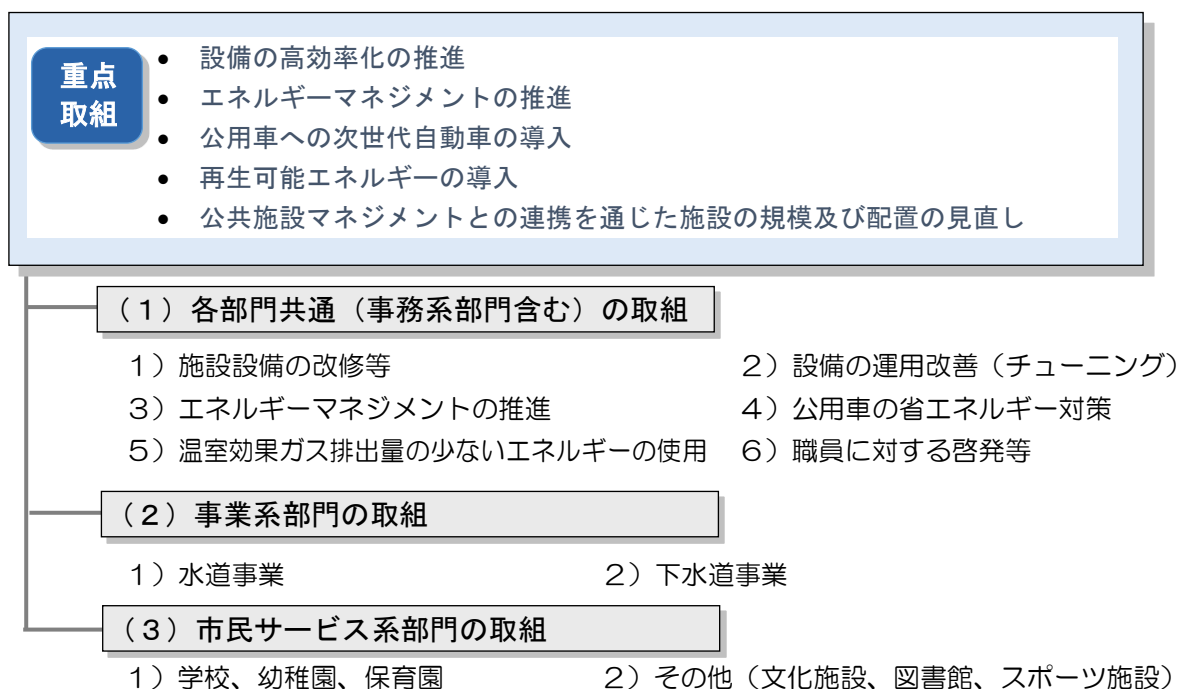 重点
取組
• 設備の高効率化の推進
• エネルギーマネジメントの推進
• 公用車への次世代自動車の導入
• 再生可能エネルギーの導入
• 公共施設マネジメントとの連携を通じた施設の規模及び配置の見直し
（１）各部門共通（事務系部門含む）の取組
１）施設設備の改修等 ２）設備の運用改善（チューニング）
３）エネルギーマネジメントの推進 ４）公用車の省エネルギー対策
５）温室効果ガス排出量の少ないエネルギーの使用 ６）職員に対する啓発等
（２）事業系部門の取組
１）水道事業 ２）下水道事業
（３）市民サービス系部門の取組
１）学校、幼稚園、保育園 ２）その他（文化施設、図書館、スポーツ施設）